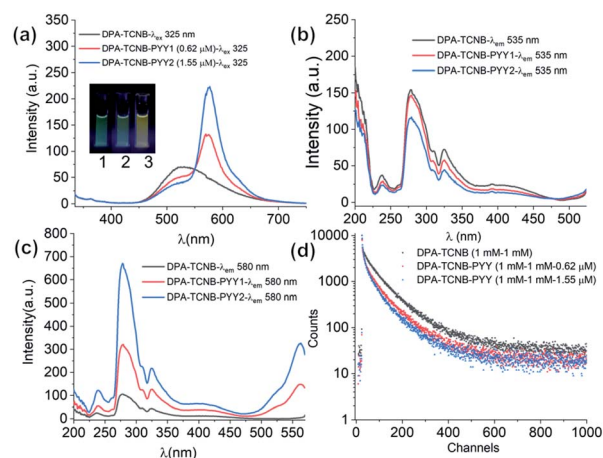 (a)
DPA-TCNB-λex 325 nm
DPA-TCNB-PYY1 (0.62 μM)-λex 325
DPA-TCNB-PYY2 (1.55 μM)-λex 325
350
300
250
200
150
100
50
0
Intensity (a.u.)
1 2 3
400 500 600 700
λ(nm)
(b)
DPA-TCNB-λem 535 nm
DPA-TCNB-PYY1-λem 535 nm
DPA-TCNB-PYY2-λem 535 nm
250
200
150
100
50
0
Intensity (a.u.)
200 250 300 350 400 450 500
λ (nm)
(c)
DPA-TCNB-λem 580 nm
DPA-TCNB-PYY1-λem 580 nm
DPA-TCNB-PYY2-λem 580 nm
800
700
600
500
400
300
200
100
0
Intensity(a.u.)
200 250 300 350 400 450 500 550
λ(nm)
(d)
DPA-TCNB (1 mM-1 mM)
DPA-TCNB-PYY (1 mM-1 mM-0.62 μM)
DPA-TCNB-PYY (1 mM-1 mM-1.55 μM)
10000
1000
100
10
1
Counts
0 200 400 600 800 1000
Channels